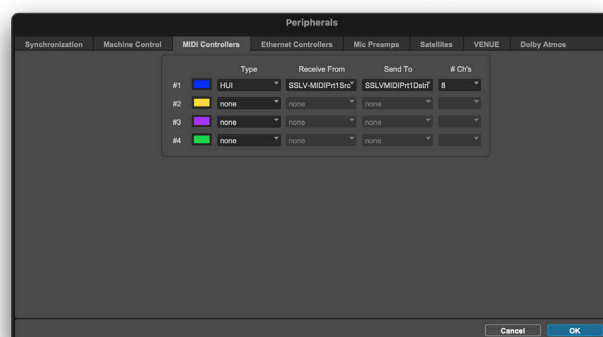 Peripherals
Synchronization Machine Control MIDI Controllers Ethernet Controllers Mic Preamps Satellites VENUE Dolby Atmos
Type Receive From Send To # Ch's
#1 HUI SSLV-MIDIPrt1Src SSLVMIDIPrt1Dstn 8
#2 none none none
#3 none none none
#4 none none none
Cancel OK